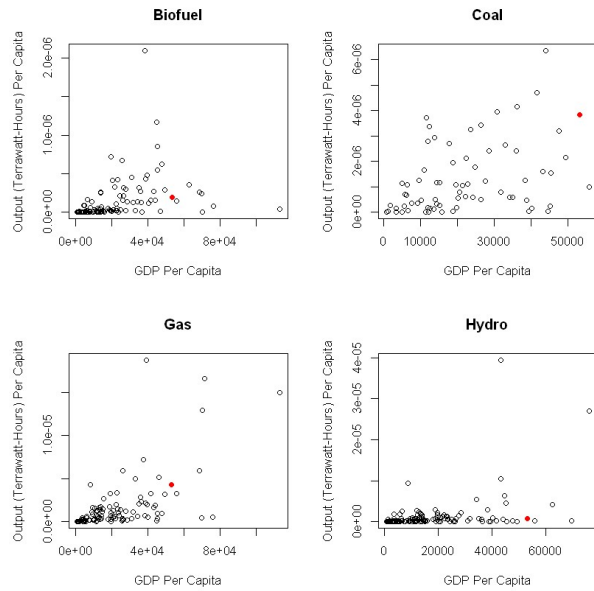 Biofuel
Output (Terrawatt-Hours) Per Capita
0.0e+00
1.0e-06
2.0e-06
0e+00 4e+04 8e+04
GDP Per Capita
Coal
Output (Terrawatt-Hours) Per Capita
0e+00
2e-06
4e-06
6e-06
0 10000 30000 50000
GDP Per Capita
Gas
Output (Terrawatt-Hours) Per Capita
0.0e+00
1.0e-05
0e+00 4e+04 8e+04
GDP Per Capita
Hydro
Output (Terrawatt-Hours) Per Capita
0e+00
1e-05
2e-05
3e-05
4e-05
0 20000 40000 60000
GDP Per Capita